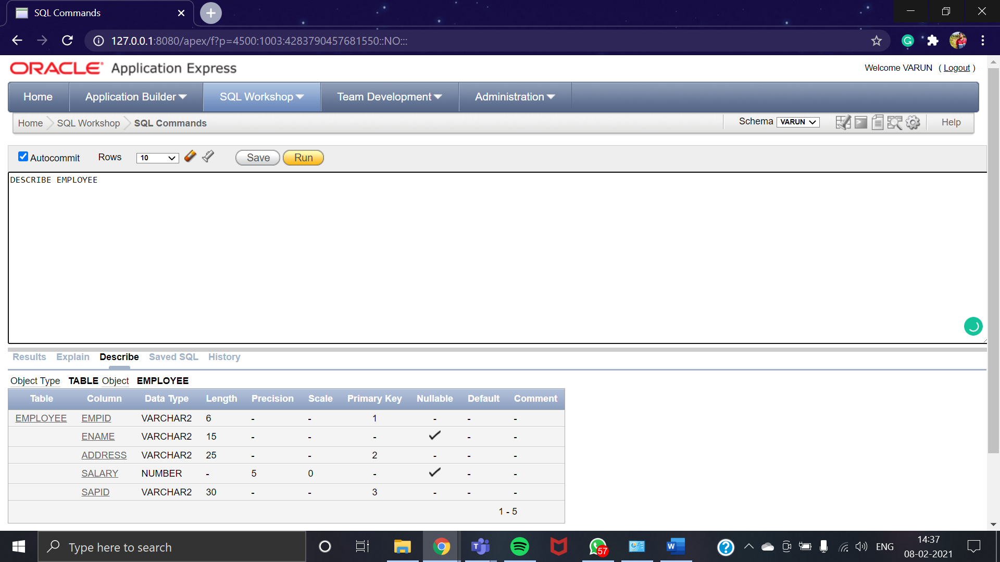 SQL Commands
127.0.0.1:8080/apex/f?p=4500:1003:4283790457681550::NO:::
ORACLE Application Express
Welcome VARUN ( Logout )
Home Application Builder SQL Workshop Team Development Administration
Home SQL Workshop SQL Commands Schema VARUN Help
Autocommit Rows 10 Save Run
DESCRIBE EMPLOYEE
Results Explain Describe Saved SQL History
Object Type TABLE Object EMPLOYEE
Table Column Data Type Length Precision Scale Primary Key Nullable Default Comment
EMPLOYEE EMPID VARCHAR2 6 - - 1 - - -
ENAME VARCHAR2 15 - - - - -
ADDRESS VARCHAR2 25 - - 2 - - -
SALARY NUMBER - 5 0 - - -
SAPID VARCHAR2 30 - - 3 - - -
1 - 5
Type here to search
57
ENG
14:37
08-02-2021